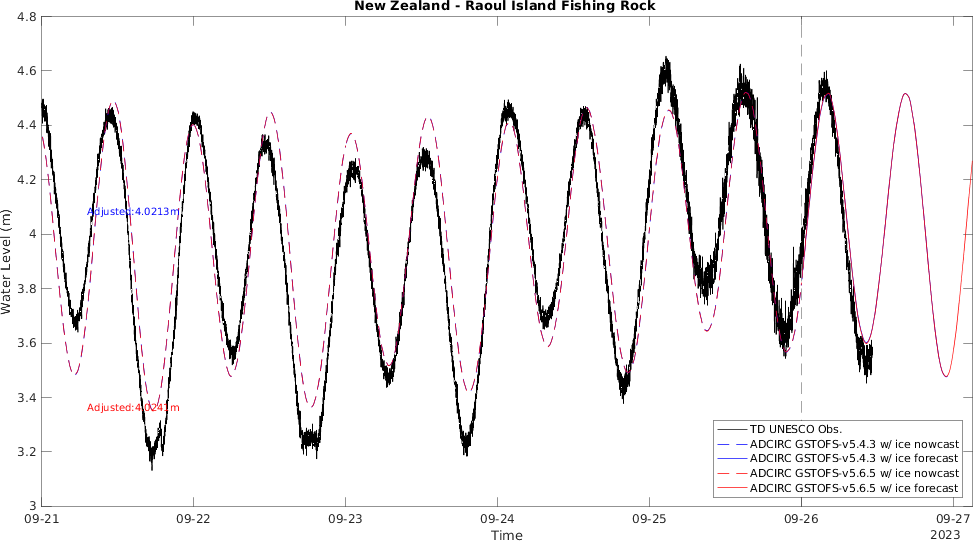 New Zealand - Raoul Island Fishing Rock
4.8
4.6
4.4
4.2
4
3.8
3.6
3.4
3.2
3
Water Level (m)
Adjusted:4.0213m
Adjusted:4.0241m
TD UNESCO Obs.
ADCIRC GSTOFS-v5.4.3 w/ ice nowcast
ADCIRC GSTOFS-v5.4.3 w/ ice forecast
ADCIRC GSTOFS-v5.6.5 w/ ice nowcast
ADCIRC GSTOFS-v5.6.5 w/ ice forecast
09-21 09-22 09-23 09-24 09-25 09-26 09-27
Time
2023